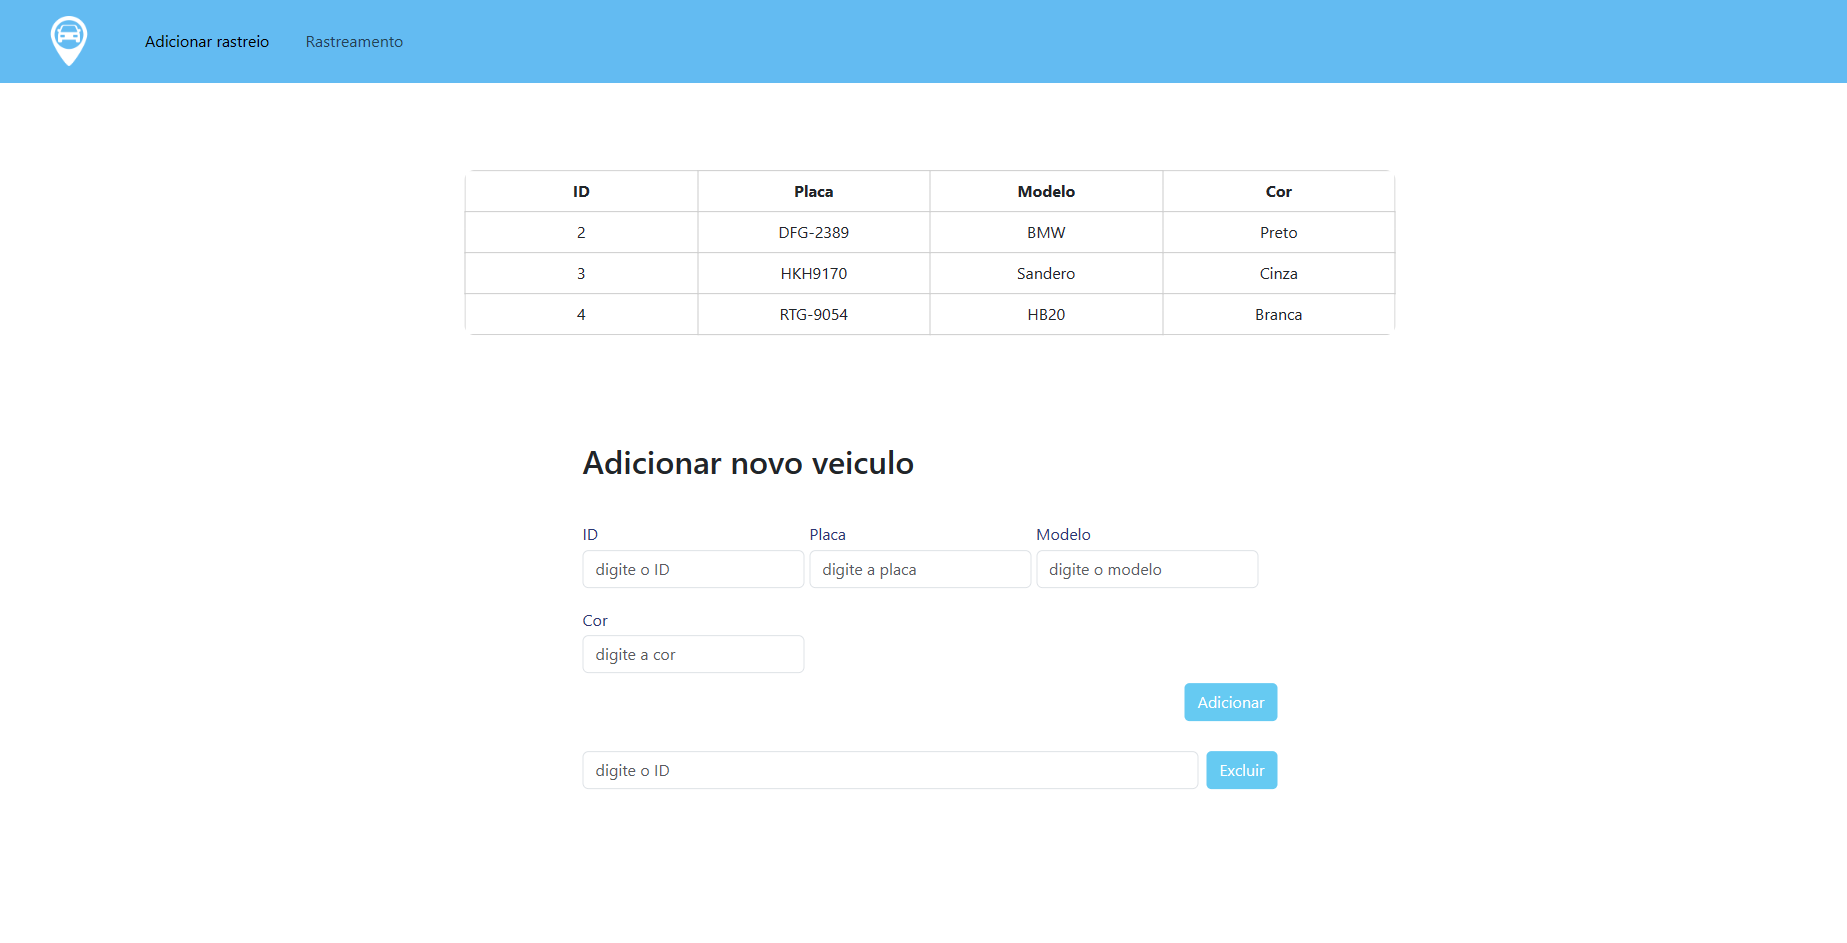 Adicionar rastreio Rastreamento
ID Placa Modelo Cor
2 DFG-2389 BMW Preto
3 HKH9170 Sandero Cinza
4 RTG-9054 HB20 Branca
Adicionar novo veiculo
ID Placa Modelo
digite o ID digite a placa digite o modelo
Cor
digite a cor
Adicionar
digite o ID Excluir